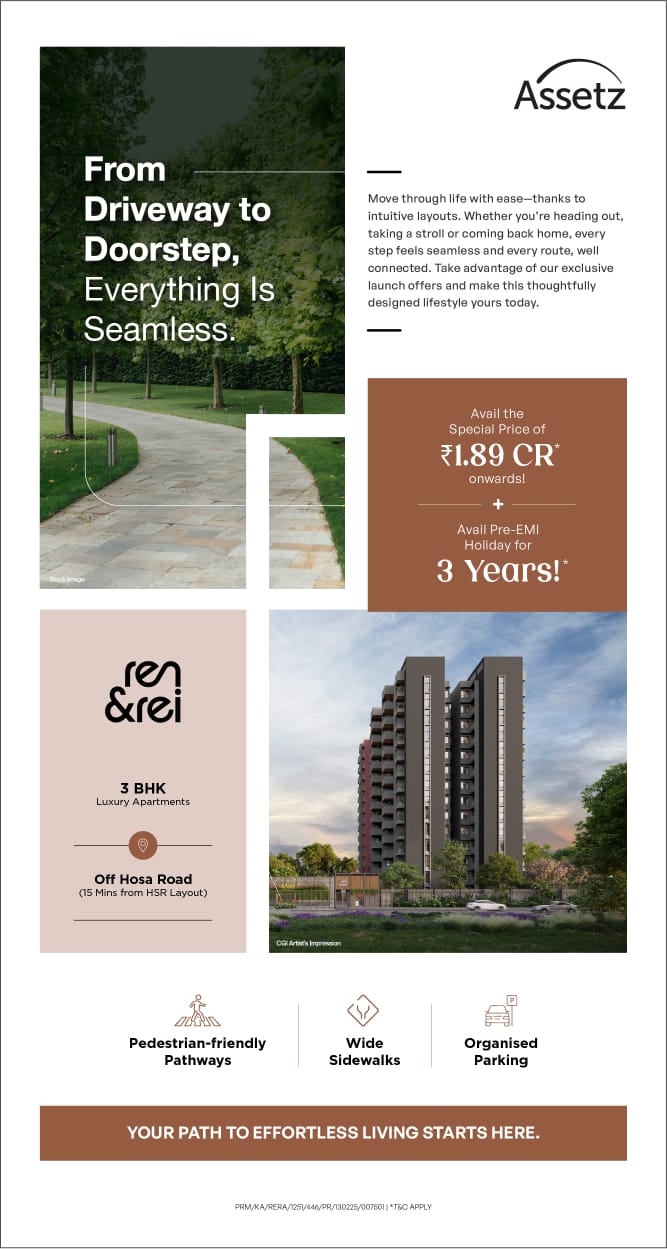 Assetz
From
Driveway to
Doorstep,
Everything Is
Seamless.
Stock Image
Move through life with ease—thanks to
intuitive layouts. Whether you're heading out,
taking a stroll or coming back home, every
step feels seamless and every route, well
connected. Take advantage of our exclusive
launch offers and make this thoughtfully
designed lifestyle yours today.
Avail the
Special Price of
₹1.89 CR*
onwards!
+
Avail Pre-EMI
Holiday for
3 Years!*
ren
&rei
3 BHK
Luxury Apartments
Off Hosa Road
(15 Mins from HSR Layout)
CGI Artist's Impression
Pedestrian-friendly
Pathways
Wide
Sidewalks
P
Organised
Parking
YOUR PATH TO EFFORTLESS LIVING STARTS HERE.
PRM/KA/RERA/1251/446/PR/130225/007501 | *T&C APPLY